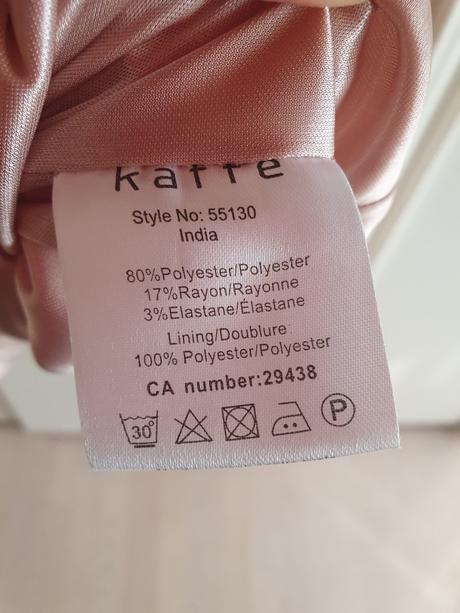 kaffe
Style No: 55130
India
80%Polyester/Polyester
17%Rayon/Rayonne
3%Elastane/Élastane
Lining/Doublure
100% Polyester/Polyester
CA number:29438
30° P